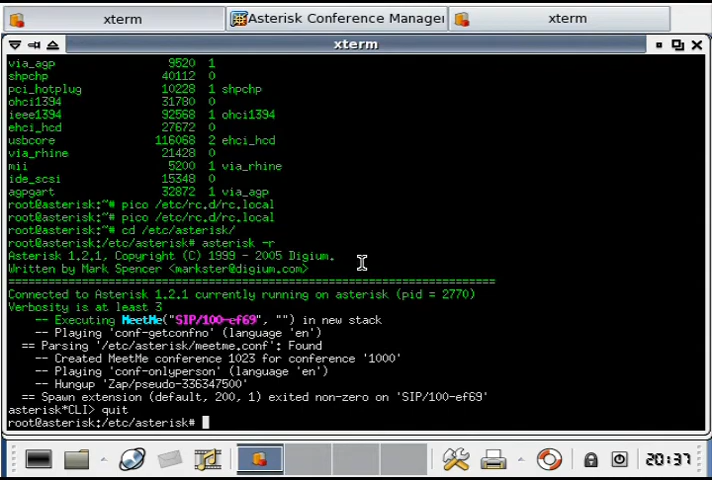 xterm
Asterisk Conference Manager
xterm
xterm
via_agp 9520 1
shpchp 40112 0
pci_hotplug 10228 1 shpchp
ohci1394 31780 0
ieee1394 92568 1 ohci1394
ehci_hcd 27672 0
usbcore 116068 2 ehci_hcd
via_rhine 21428 0
mii 5200 1 via_rhine
ide_scsi 15348 0
agpgart 32872 1 via_agp
root@asterisk:~# pico /etc/rc.d/rc.local
root@asterisk:~# pico /etc/rc.d/rc.local
root@asterisk:~# cd /etc/asterisk/
root@asterisk:/etc/asterisk# asterisk -r
Asterisk 1.2.1, Copyright (C) 1999 - 2005 Digium.
Written by Mark Spencer <markster@digium.com>
=========================================================================
Connected to Asterisk 1.2.1 currently running on asterisk (pid = 2770)
Verbosity is at least 3
-- Executing MeetMe("SIP/100-ef69", "") in new stack
-- Playing 'conf-getconfno' (language 'en')
== Parsing '/etc/asterisk/meetme.conf': Found
-- Created MeetMe conference 1023 for conference '1000'
-- Playing 'conf-onlyperson' (language 'en')
-- Hungup 'Zap/pseudo-336347500'
== Spawn extension (default, 200, 1) exited non-zero on 'SIP/100-ef69'
asterisk*CLI> quit
root@asterisk:/etc/asterisk#
20:37